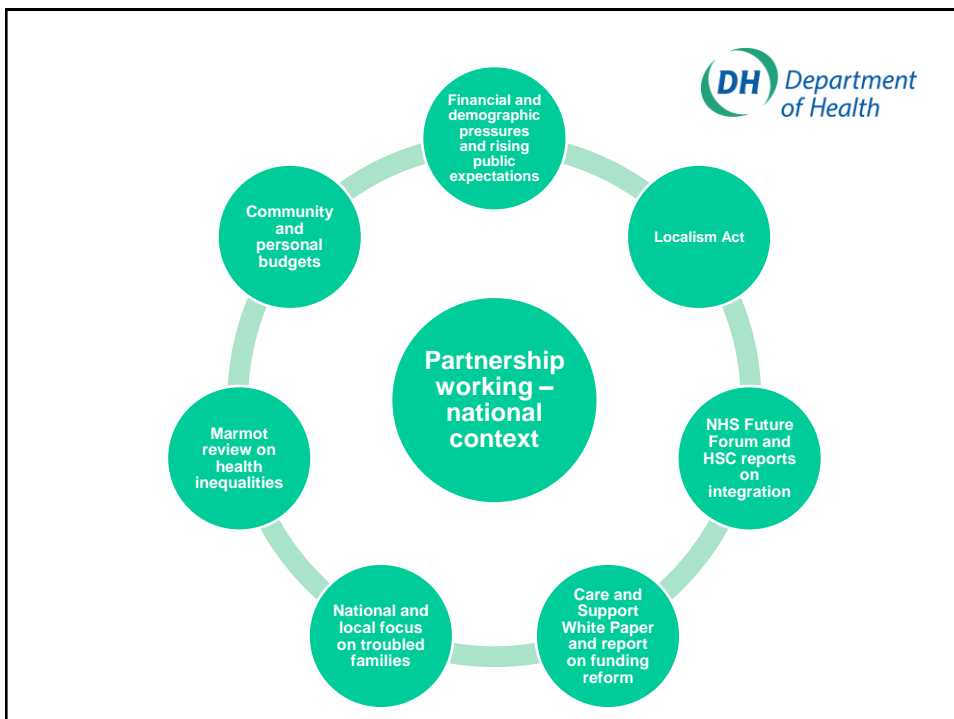 DH Department
of Health
Financial and
demographic
pressures
and rising
public
expectations
Localism Act
NHS Future
Forum and
HSC reports
on
integration
Care and
Support
White Paper
and report
on funding
reform
National and
local focus
on troubled
families
Marmot
review on
health
inequalities
Community
and
personal
budgets
Partnership
working –
national
context